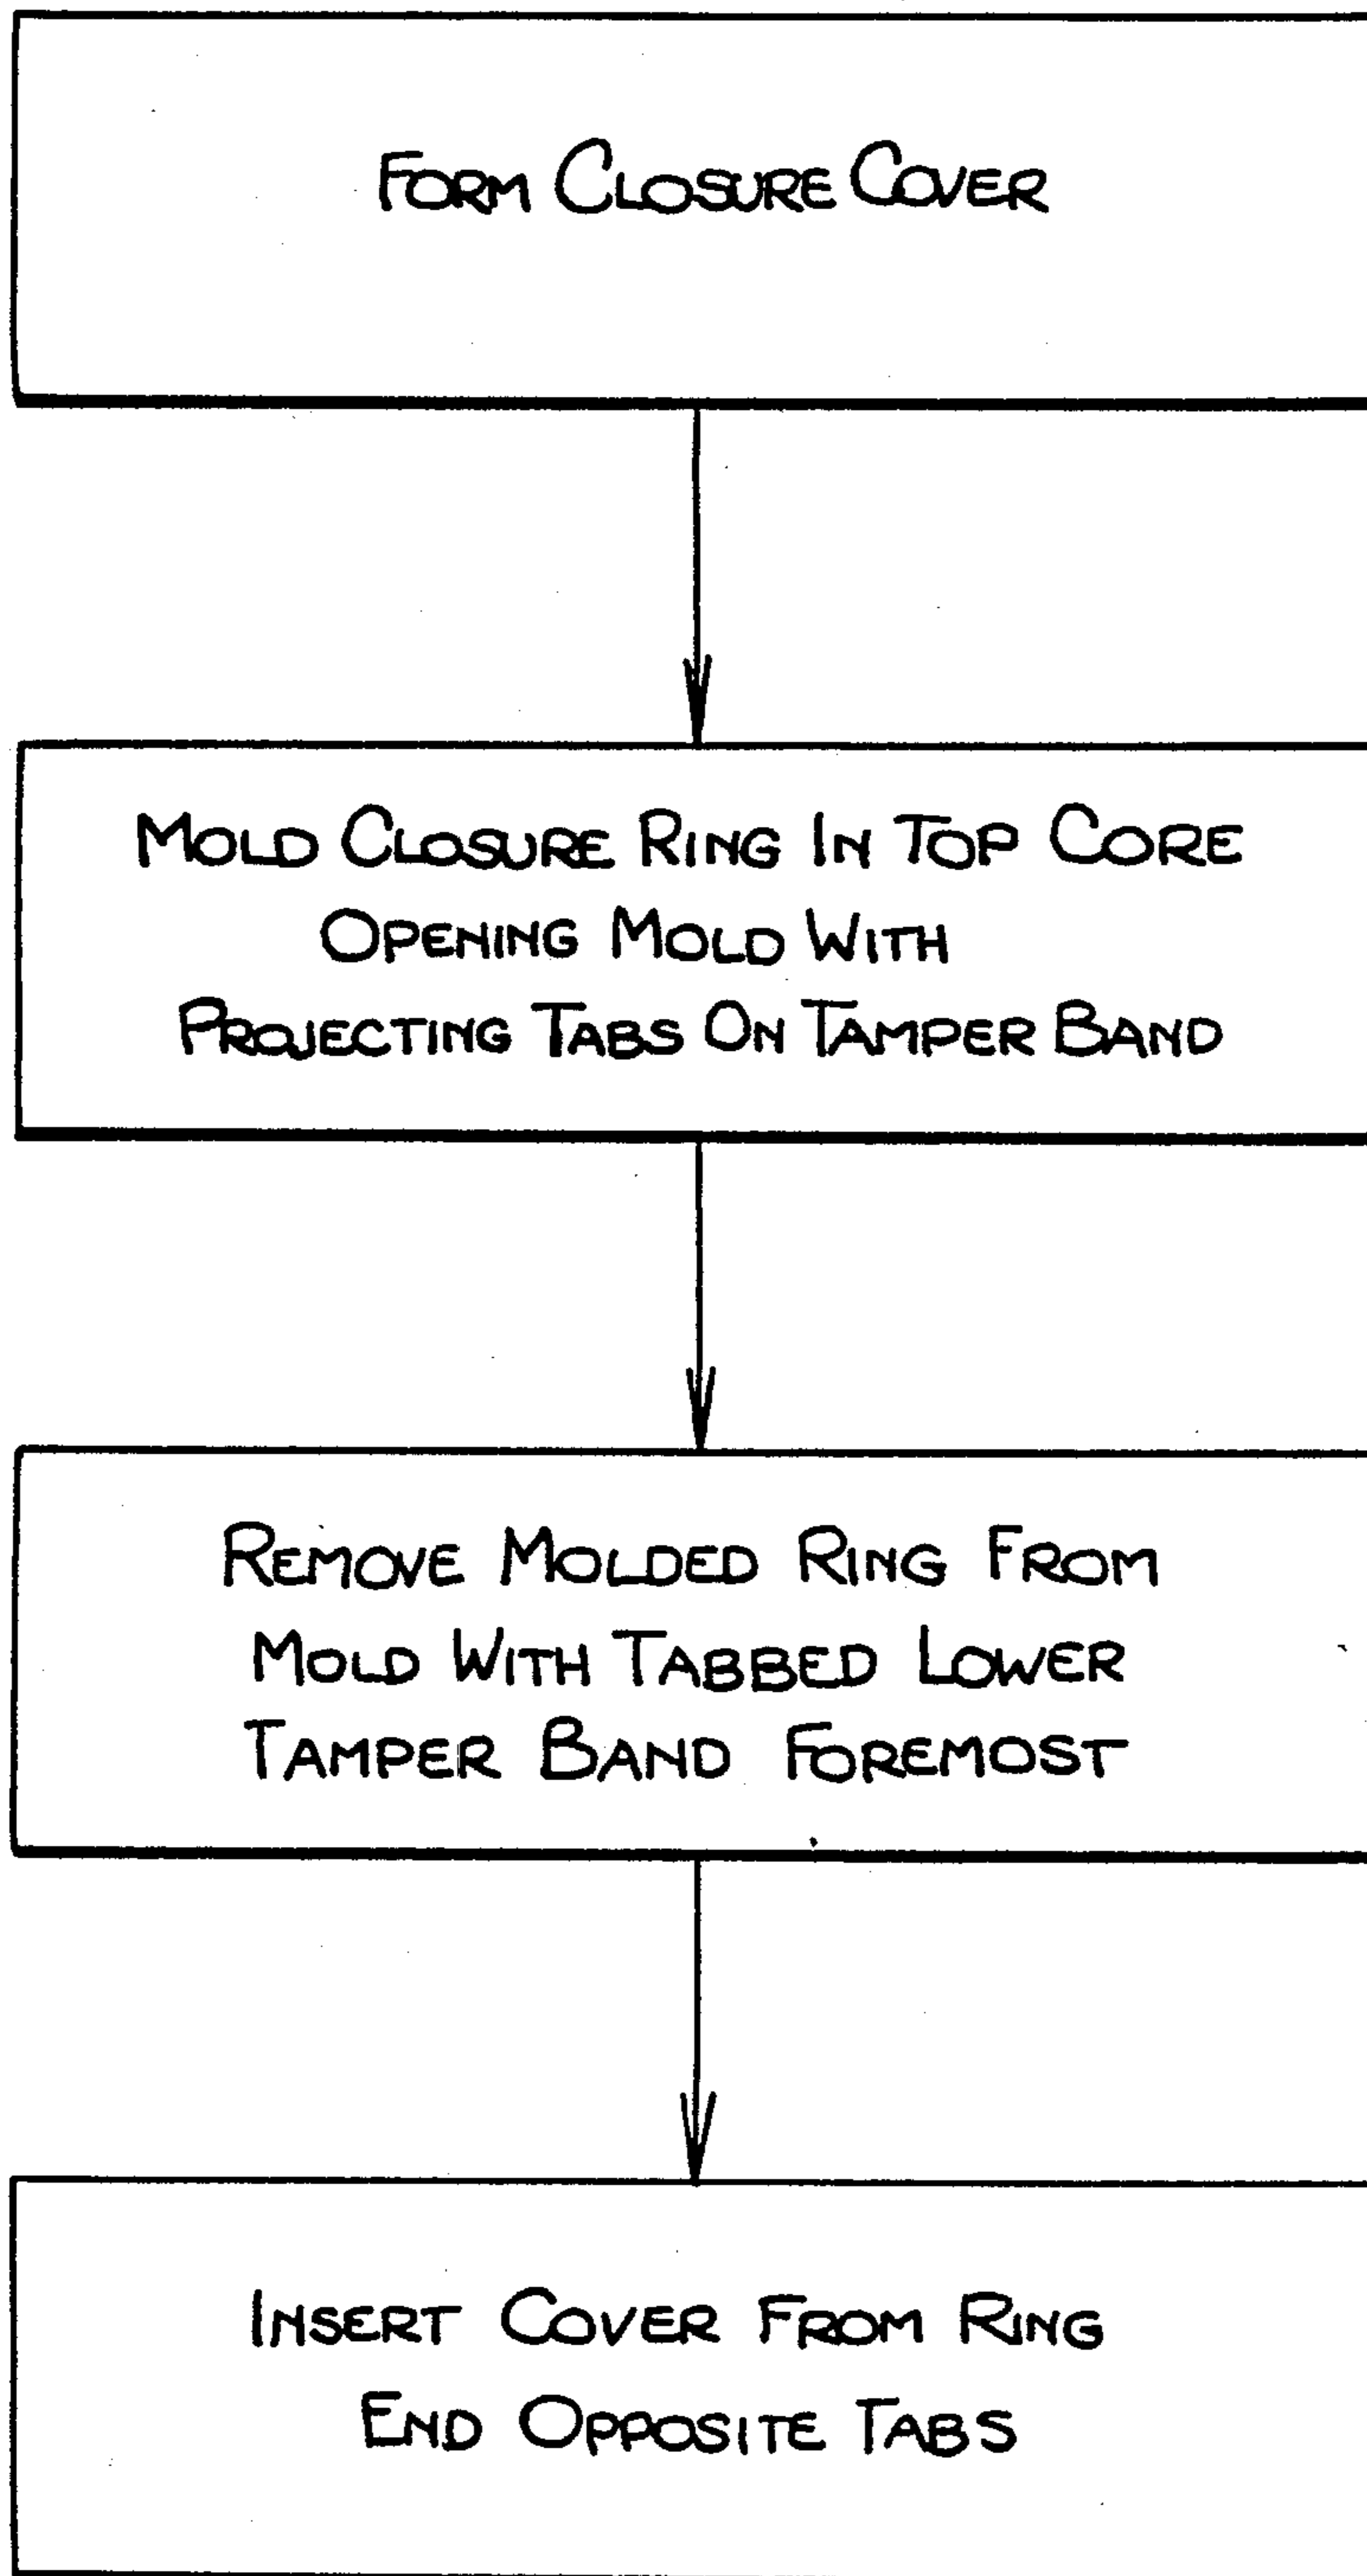 FORM CLOSURE COVER
MOLD CLOSURE RING IN TOP CORE
OPENING MOLD WITH
PROJECTING TABS ON TAMPER BAND
REMOVE MOLDED RING FROM
MOLD WITH TABBED LOWER
TAMPER BAND FOREMOST
INSERT COVER FROM RING
END OPPOSITE TABS